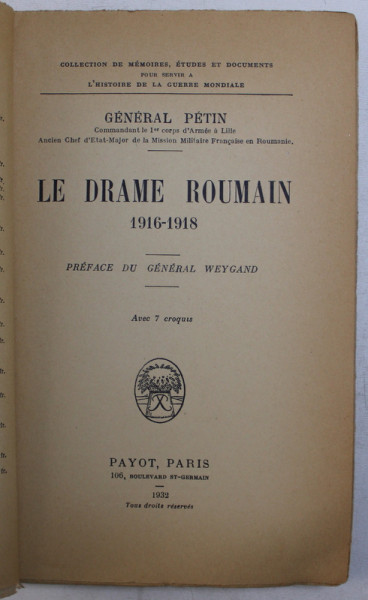 COLLECTION DE MÉMOIRES, ÉTUDES ET DOCUMENTS
POUR SERVIR A
L'HISTOIRE DE LA GUERRE MONDIALE
GÉNÉRAL PÉTIN
Commandant le 1er corps d'Armée à Lille
Ancien Chef d'Etat-Major de la Mission Militaire Française en Roumanie.
LE DRAME ROUMAIN
1916-1918
PRÉFACE DU GÉNÉRAL WEYGAND
Avec 7 croquis
PAYOT, PARIS
106, BOULEVARD ST-GERMAIN
1932
Tous droits réservés